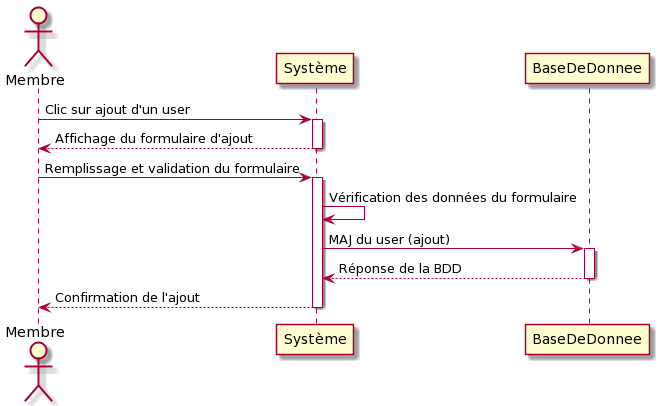 Membre
Système
BaseDeDonnee
Clic sur ajout d'un user
Affichage du formulaire d'ajout
Remplissage et validation du formulaire
Vérification des données du formulaire
MAJ du user (ajout)
Réponse de la BDD
Confirmation de l'ajout
Membre
Système
BaseDeDonnee